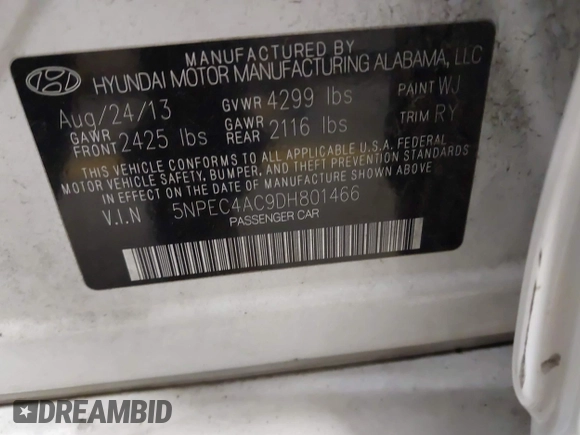 MANUFACTURED BY
HYUNDAI MOTOR MANUFACTURING ALABAMA, LLC
Aug/24/13 GVWR 4299 lbs PAINT WJ
GAWR FRONT 2425 lbs GAWR REAR 2116 lbs TRIM RY
THIS VEHICLE CONFORMS TO ALL APPLICABLE U.S.A. FEDERAL
MOTOR VEHICLE SAFETY, BUMPER, AND THEFT PREVENTION
STANDARDS IN EFFECT ON THE DATE OF MANUFACTURE SHOWN ABOVE
V.I.N 5NPEC4AC9DH801466
PASSENGER CAR
DREAMBID